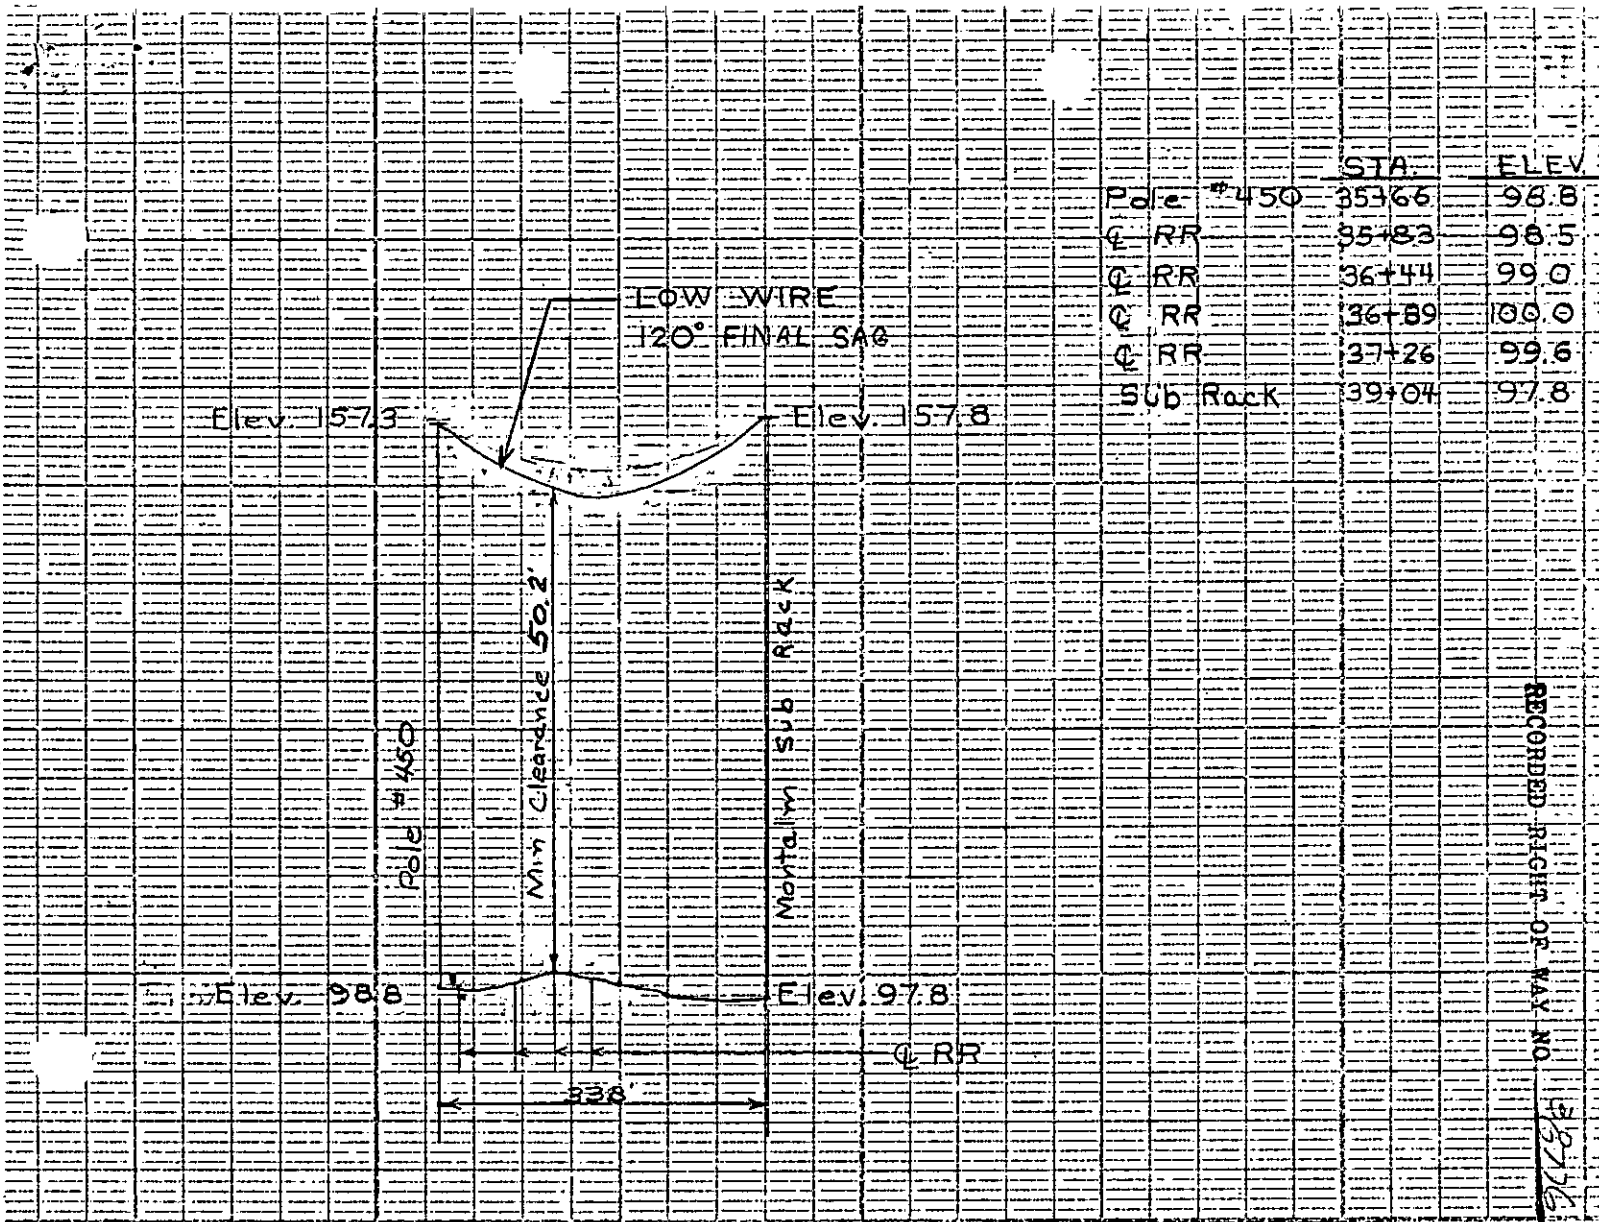 STA. ELEV.
Pole #450 35+66 98.8
℄ RR 35+83 98.5
℄ RR 36+44 99.0
℄ RR 36+89 100.0
℄ RR 37+26 99.6
Sub Rack 39+04 97.8
LOW WIRE
120° FINAL SAG
Elev. 157.3
Elev. 157.8
Pole #450
Min Clearance 50.2'
Montalm Sub Rack
Elev. 98.8
Elev. 97.8
℄ RR
338'
RECORDED RIGHT OF WAY NO.